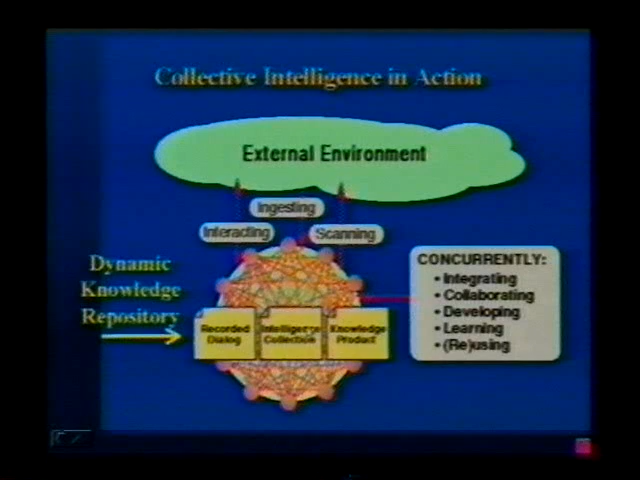 Collective Intelligence in Action
External Environment
Ingesting
Interacting
Scanning
Dynamic
Knowledge
Repository
Recorded
Dialog
Intelligence
Collection
Knowledge
Product
CONCURRENTLY:
• Integrating
• Collaborating
• Developing
• Learning
• (Re)using